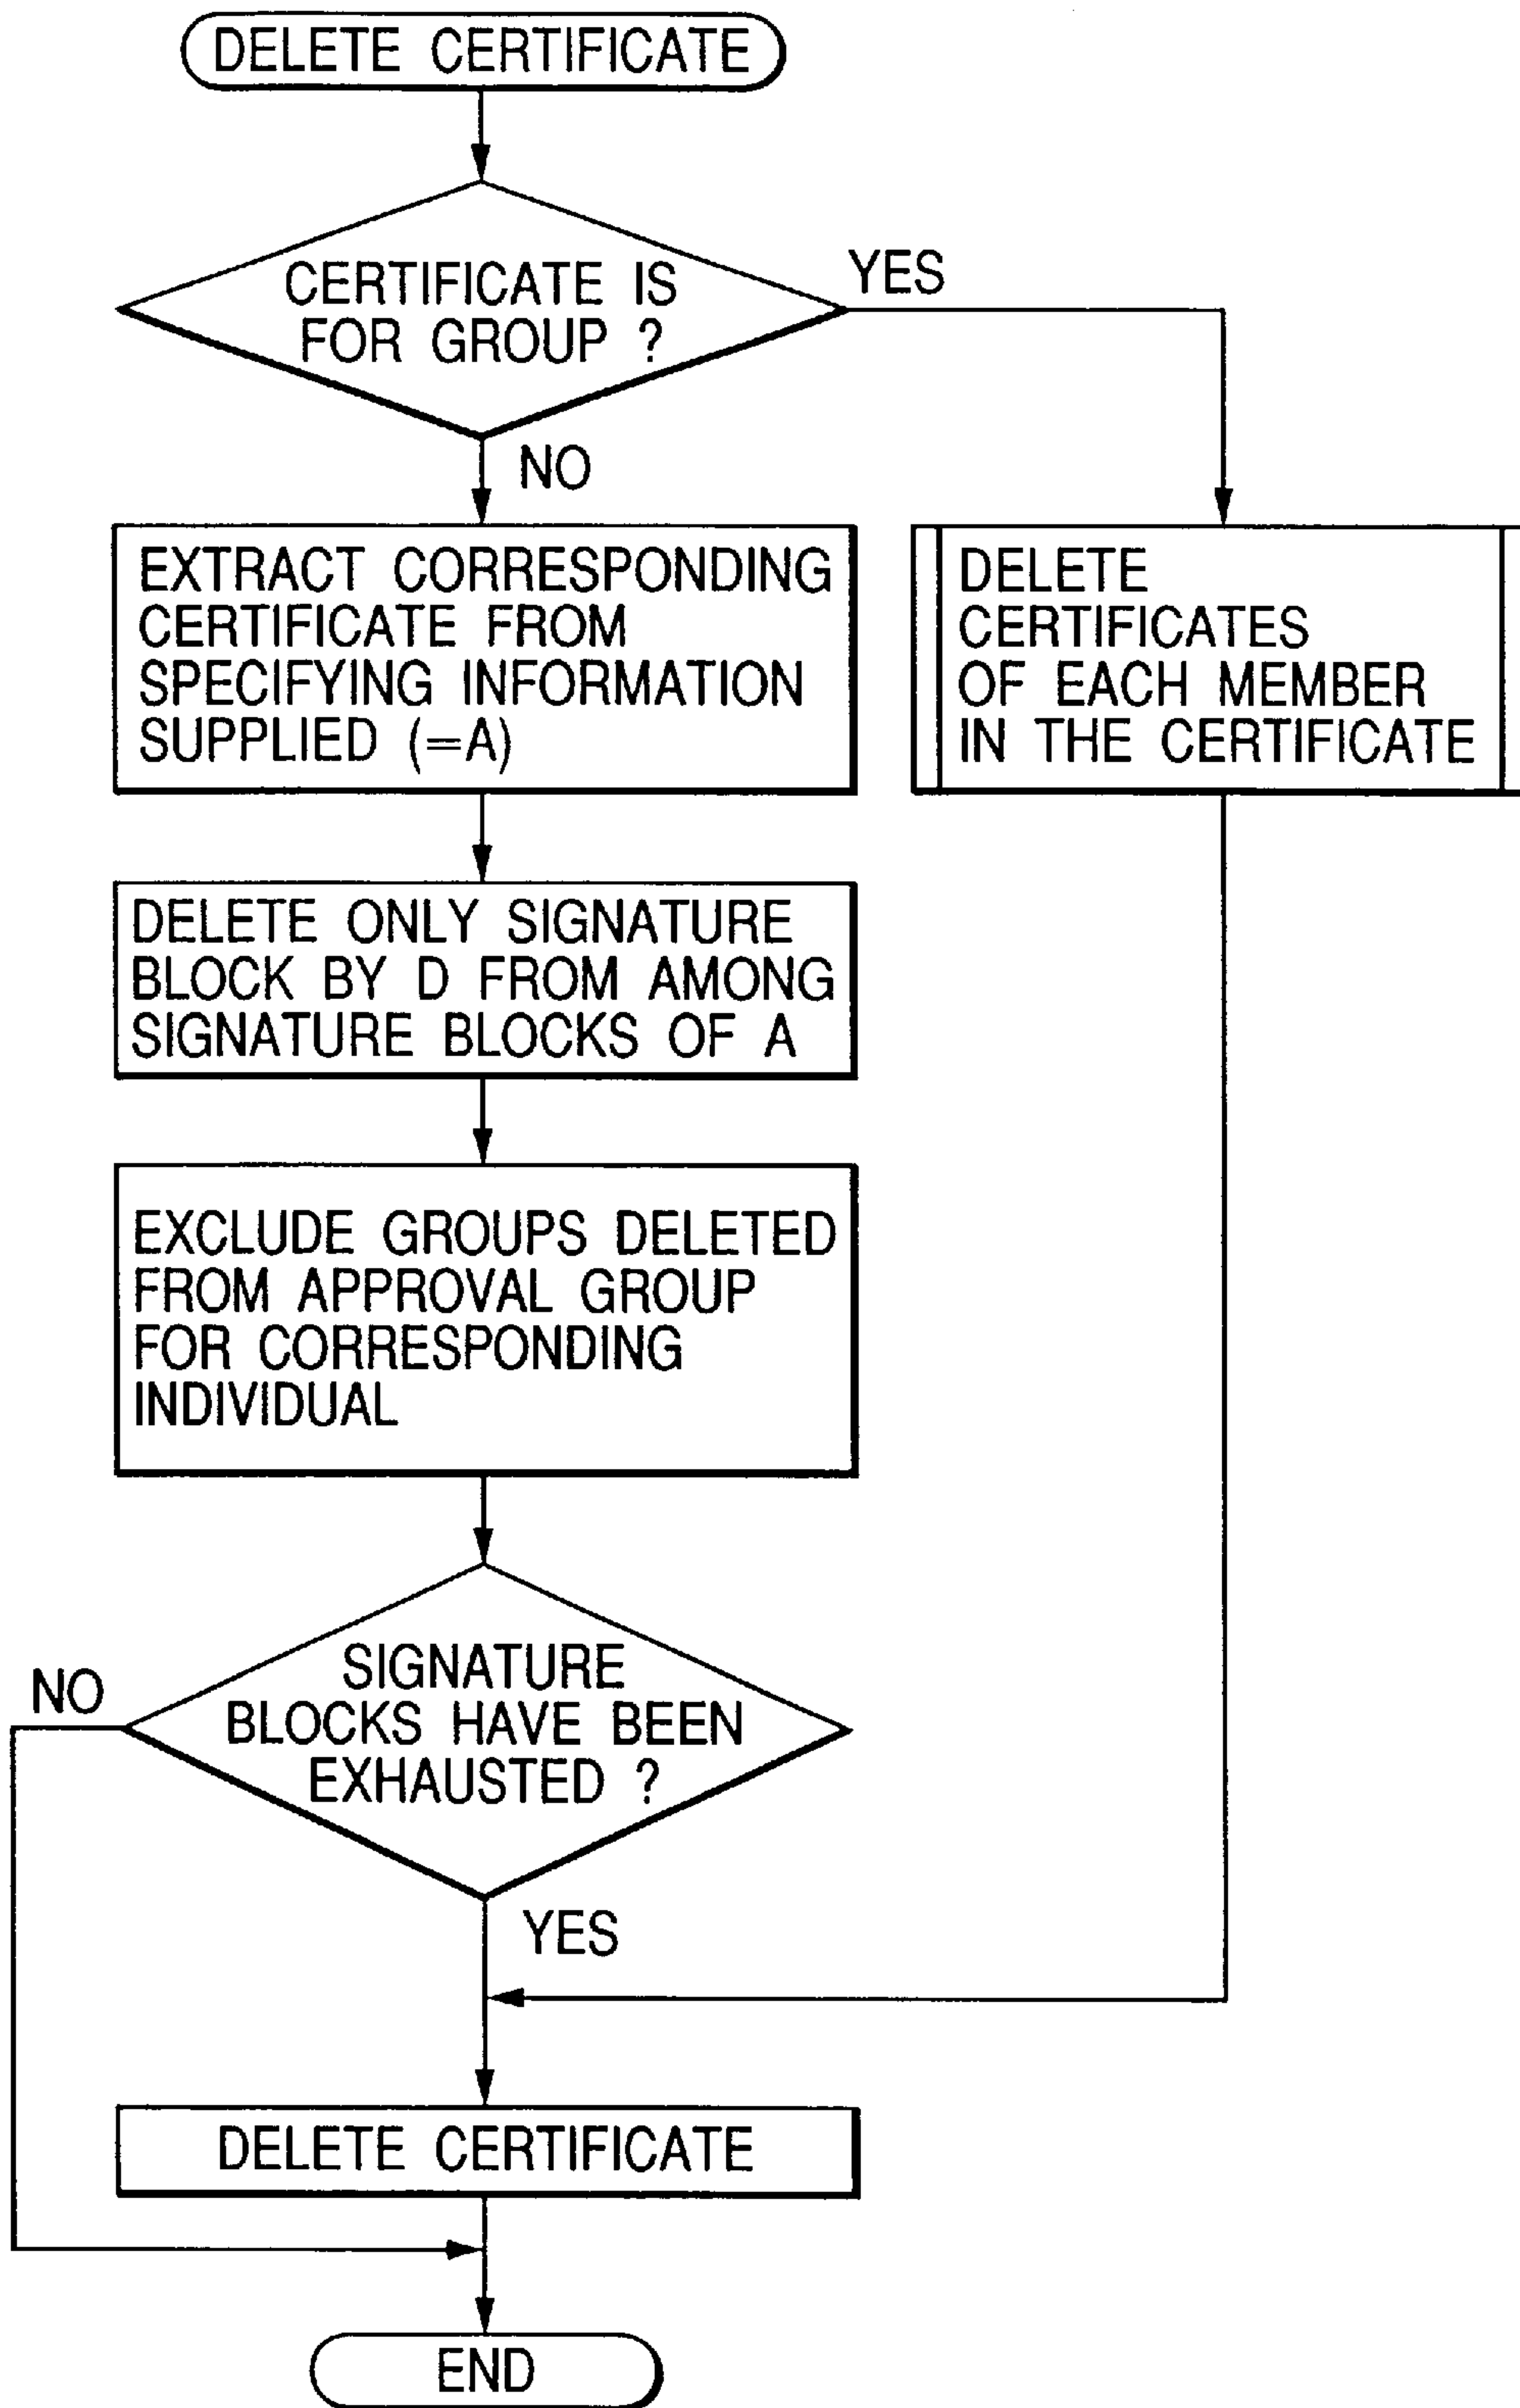 DELETE CERTIFICATE
CERTIFICATE IS
FOR GROUP ?
YES
NO
EXTRACT CORRESPONDING
CERTIFICATE FROM
SPECIFYING INFORMATION
SUPPLIED (=A)
DELETE
CERTIFICATES
OF EACH MEMBER
IN THE CERTIFICATE
DELETE ONLY SIGNATURE
BLOCK BY D FROM AMONG
SIGNATURE BLOCKS OF A
EXCLUDE GROUPS DELETED
FROM APPROVAL GROUP
FOR CORRESPONDING
INDIVIDUAL
SIGNATURE
BLOCKS HAVE BEEN
EXHAUSTED ?
NO
YES
DELETE CERTIFICATE
END